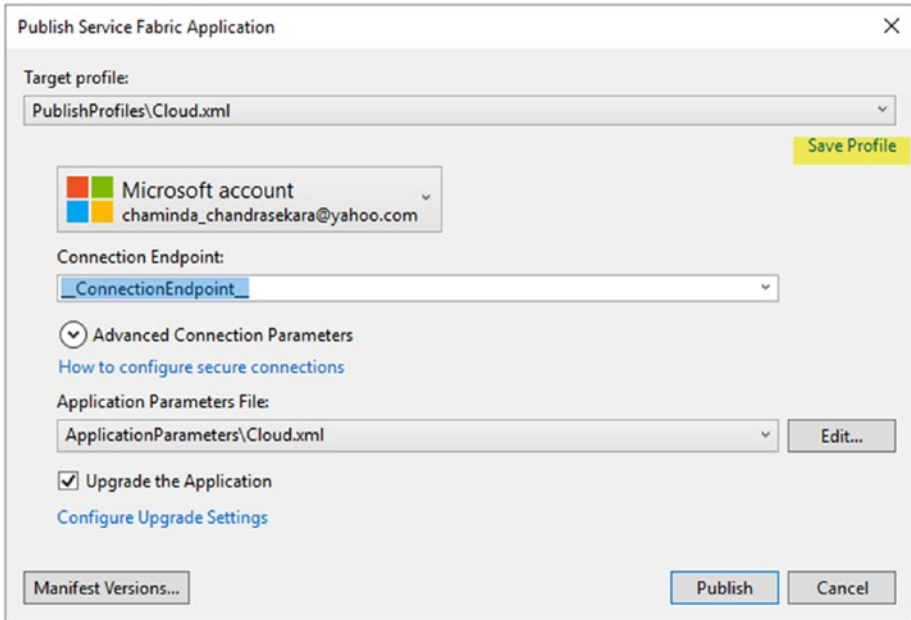 Publish Service Fabric Application
Target profile:
PublishProfiles\Cloud.xml
Save Profile
Microsoft account
chaminda_chandrasekara@yahoo.com
Connection Endpoint:
__ConnectionEndpoint__
Advanced Connection Parameters
How to configure secure connections
Application Parameters File:
ApplicationParameters\Cloud.xml
Edit...
Upgrade the Application
Configure Upgrade Settings
Manifest Versions...
Publish
Cancel